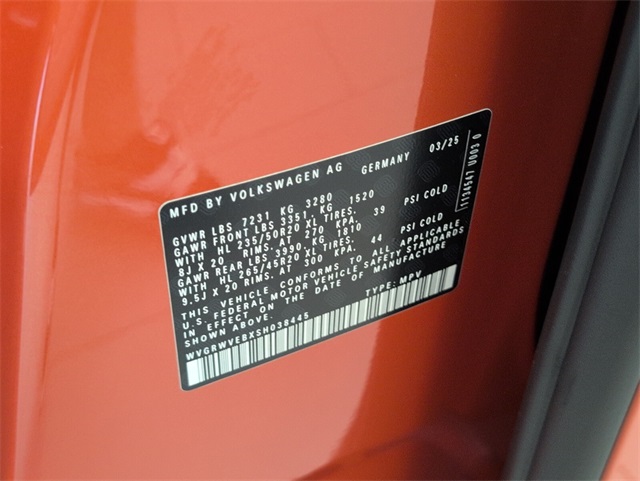 MFD BY VOLKSWAGEN AG GERMANY 03/25
GVWR LBS 7231 KG 3280
GAWR FRONT LBS 3351, KG 1520
WITH HL 235/50R20 XL TIRES,
8J X 20 RIMS, AT 270 KPA, 39 PSI COLD
GAWR REAR LBS 3990 KG 1810
WITH HL 265/45R20 XL TIRES,
9.5J X 20 RIMS, AT 300 KPA, 44 PSI COLD
THIS VEHICLE CONFORMS TO ALL APPLICABLE
U.S. FEDERAL MOTOR VEHICLE SAFETY STANDARDS
IN EFFECT ON THE DATE OF MANUFACTURE
SHOWN ABOVE.
WVGRWVEBXSH038445 TYPE: MPV
1134547 U003 0